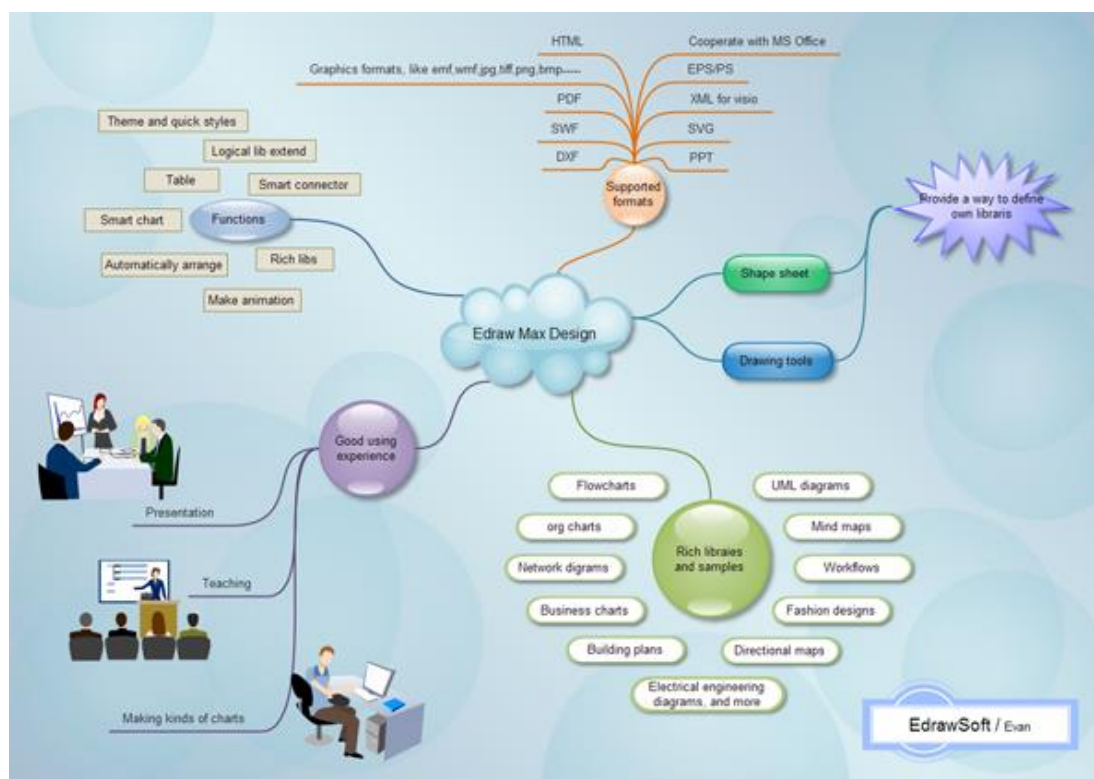 HTML
Cooperate with MS Office
Graphics formats, like emf,wmf,jpg,tiff,png,bmp-----
EPS/PS
PDF
XML for visio
SWF
SVG
DXF
PPT
Supported
formats
Theme and quick styles
Logical lib extend
Table
Smart connector
Smart chart
Functions
Automatically arrange
Rich libs
Make animation
Provide a way to define
own libraris
Shape sheet
Drawing tools
Edraw Max Design
Good using
experience
Presentation
Teaching
Making kinds of charts
Flowcharts
UML diagrams
org charts
Mind maps
Rich libraies
and samples
Network digrams
Workflows
Business charts
Fashion designs
Building plans
Directional maps
Electrical engineering
diagrams, and more
EdrawSoft / Evan